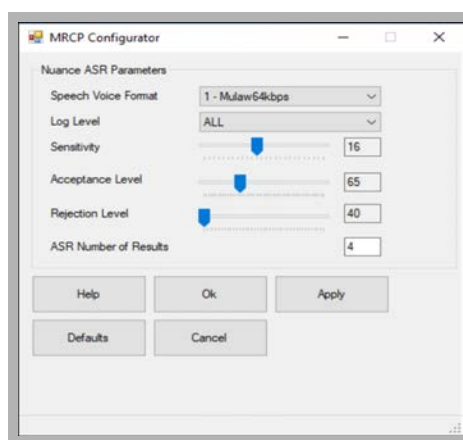 MRCP Configurator
Nuance ASR Parameters
Speech Voice Format 1 - Mulaw64kbps
Log Level ALL
Sensitivity 16
Acceptance Level 65
Rejection Level 40
ASR Number of Results 4
Help Ok Apply
Defaults Cancel